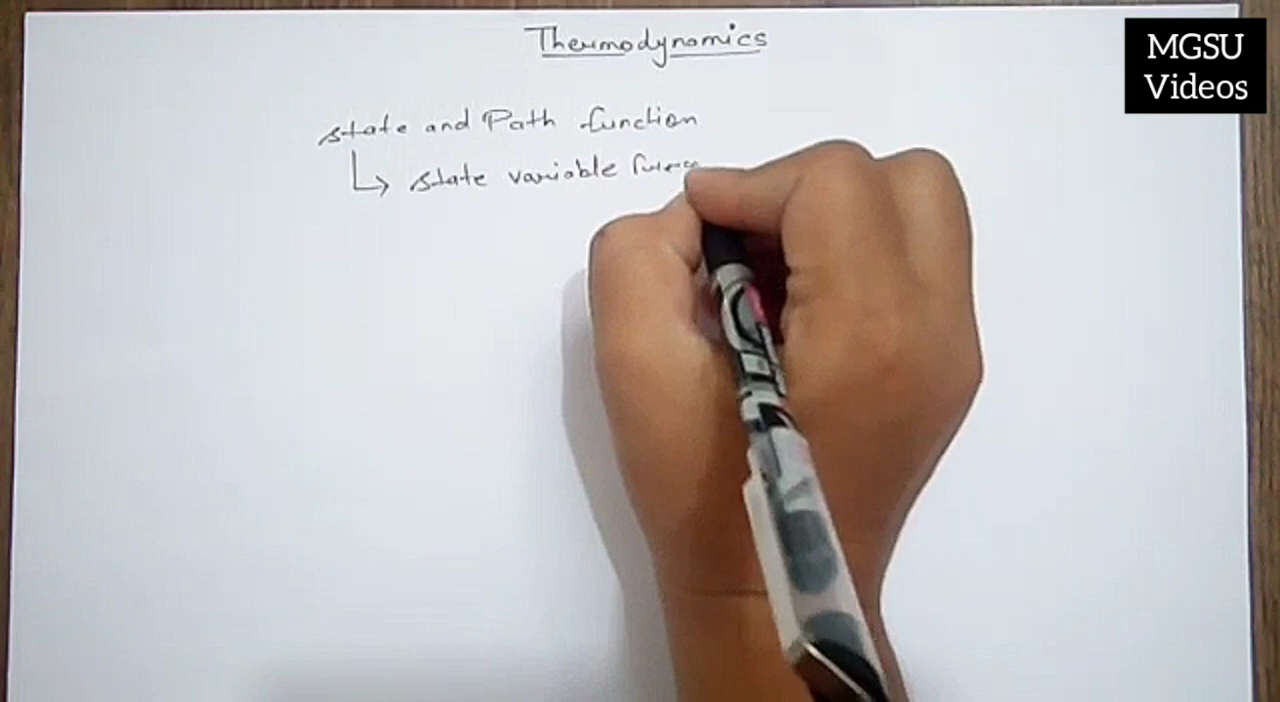 Thermodynamics
MGSU
Videos
state and Path function
↳ state variable